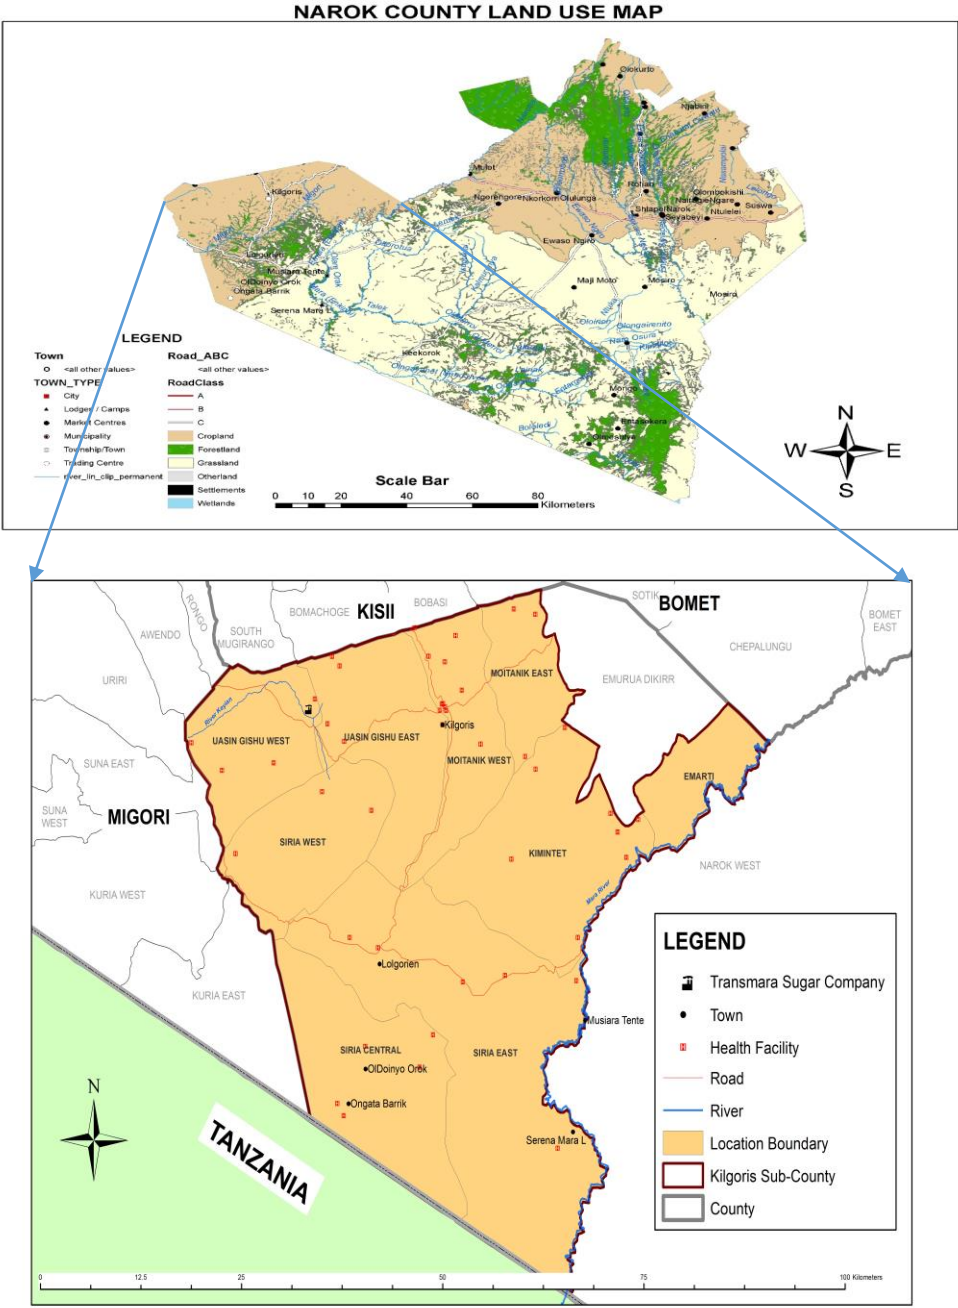 NAROK COUNTY LAND USE MAP
Olokurto
Mulot
Kilgoris
Ngorengore
Nkorkorri
Olulunga
Rohao
Olombokishi
Nairage-Ngare
Suswa
Ntulelei
Ewaso Ngiro
Maji Moto
Mosiro
Mosiro
Lolgorien
Musiara Tente
OlDoinyo Orok
Ongata Barrik
Serena Mara L
Talek
Olongairenito
Keekorok
LEGEND
Town
<all other values>
TOWN_TYPE
City
Lodges / Camps
Market Centres
Municipality
Township/Town
Trading Centre
river_lin_clip_permanent
Road_ABC
<all other values>
RoadClass
A
B
C
Cropland
Forestland
Grassland
Otherland
Settlements
Wetlands
Scale Bar
0 10 20 40 60 80
Kilometers
N
W E
S
KISII
BOMET
MIGORI
TANZANIA
RONGO
AWENDO
SOUTH
MUGIRANGO
BOMACHOGE
BOBASI
SOTIK
BOMET
EAST
CHEPALUNGU
URIRI
EMURUA DIKIRR
MOITANIK EAST
River Keyian
UASIN GISHU WEST
UASIN GISHU EAST
Kilgoris
MOITANIK WEST
SUNA EAST
SUNA
WEST
EMARTI
SIRIA WEST
KIMINTET
NAROK WEST
KURIA WEST
Mara River
Lolgorien
KURIA EAST
Musiara Tente
SIRIA CENTRAL
SIRIA EAST
OlDoinyo Orok
Ongata Barrik
Serena Mara L
N
LEGEND
Transmara Sugar Company
Town
Health Facility
Road
River
Location Boundary
Kilgoris Sub-County
County
0 12.5 25 50 75 100 Kilometers